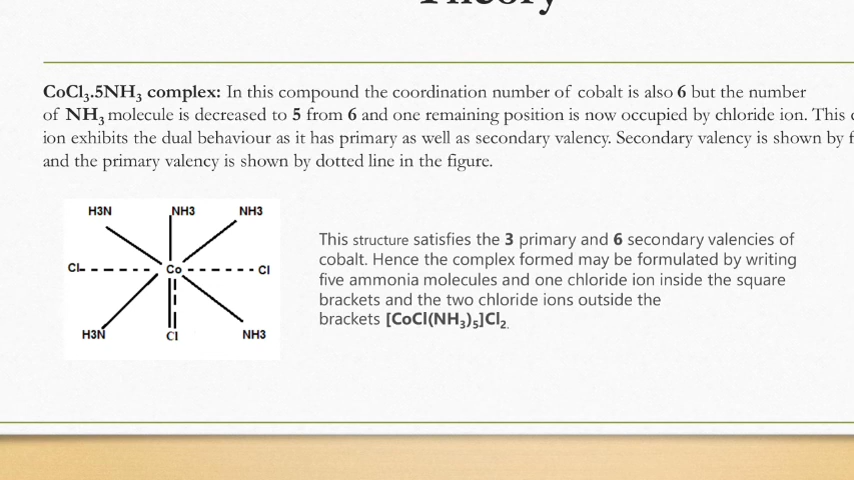 Theory
CoCl₃.5NH₃ complex: In this compound the coordination number of cobalt is also 6 but the number
of NH₃ molecule is decreased to 5 from 6 and one remaining position is now occupied by chloride ion. This
ion exhibits the dual behaviour as it has primary as well as secondary valency. Secondary valency is shown by
and the primary valency is shown by dotted line in the figure.
H3N NH3 NH3
Cl Co Cl
H3N Cl NH3
This structure satisfies the 3 primary and 6 secondary valencies of
cobalt. Hence the complex formed may be formulated by writing
five ammonia molecules and one chloride ion inside the square
brackets and the two chloride ions outside the
brackets [CoCl(NH₃)₅]Cl₂.